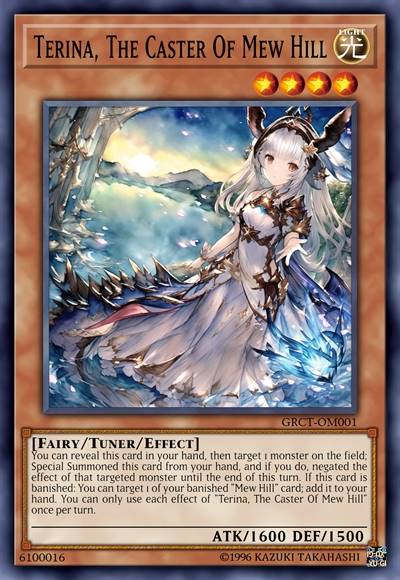 TERINA, THE CASTER OF MEW HILL
LIGHT
光
GRCT-OM001
[FAIRY/TUNER/EFFECT]
You can reveal this card in your hand, then target 1 monster on the field;
Special Summoned this card from your hand, and if you do, negated the
effect of that targeted monster until the end of this turn. If this card is
banished: You can target 1 of your banished "Mew Hill" card; add it to your
hand. You can only use each effect of "Terina, The Caster Of Mew Hill"
once per turn.
ATK/1600 DEF/1500
6100016
©1996 KAZUKI TAKAHASHI